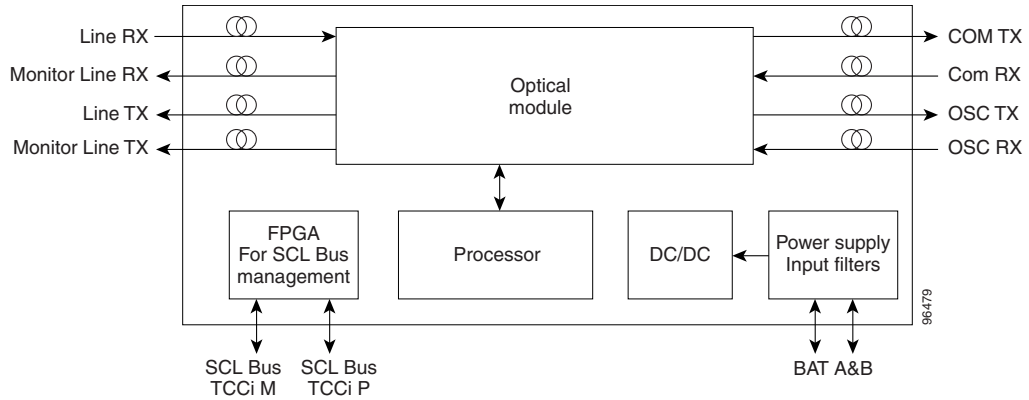 Line RX
Monitor Line RX
Line TX
Monitor Line TX
Optical
module
COM TX
Com RX
OSC TX
OSC RX
FPGA
For SCL Bus
management
Processor
DC/DC
Power supply
Input filters
96479
SCL Bus
TCCi M
SCL Bus
TCCi P
BAT A&B